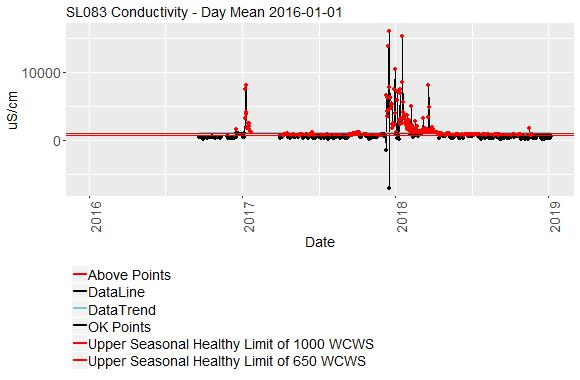 SL083 Conductivity - Day Mean 2016-01-01
uS/cm
10000
0
2016
2017
2018
2019
Date
Above Points
DataLine
DataTrend
OK Points
Upper Seasonal Healthy Limit of 1000 WCWS
Upper Seasonal Healthy Limit of 650 WCWS